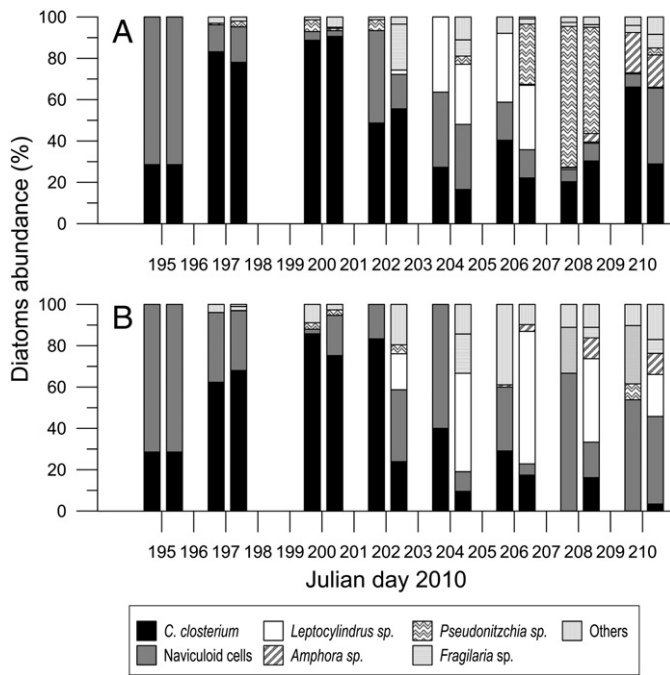 A
100
80
60
40
20
0
195 196 197 198 199 200 201 202 203 204 205 206 207 208 209 210
Diatoms abundance (%)
B
100
80
60
40
20
0
195 196 197 198 199 200 201 202 203 204 205 206 207 208 209 210
Julian day 2010
C. closterium Leptocylindrus sp. Pseudonitzchia sp. Others
Naviculoid cells Amphora sp. Fragilaria sp.